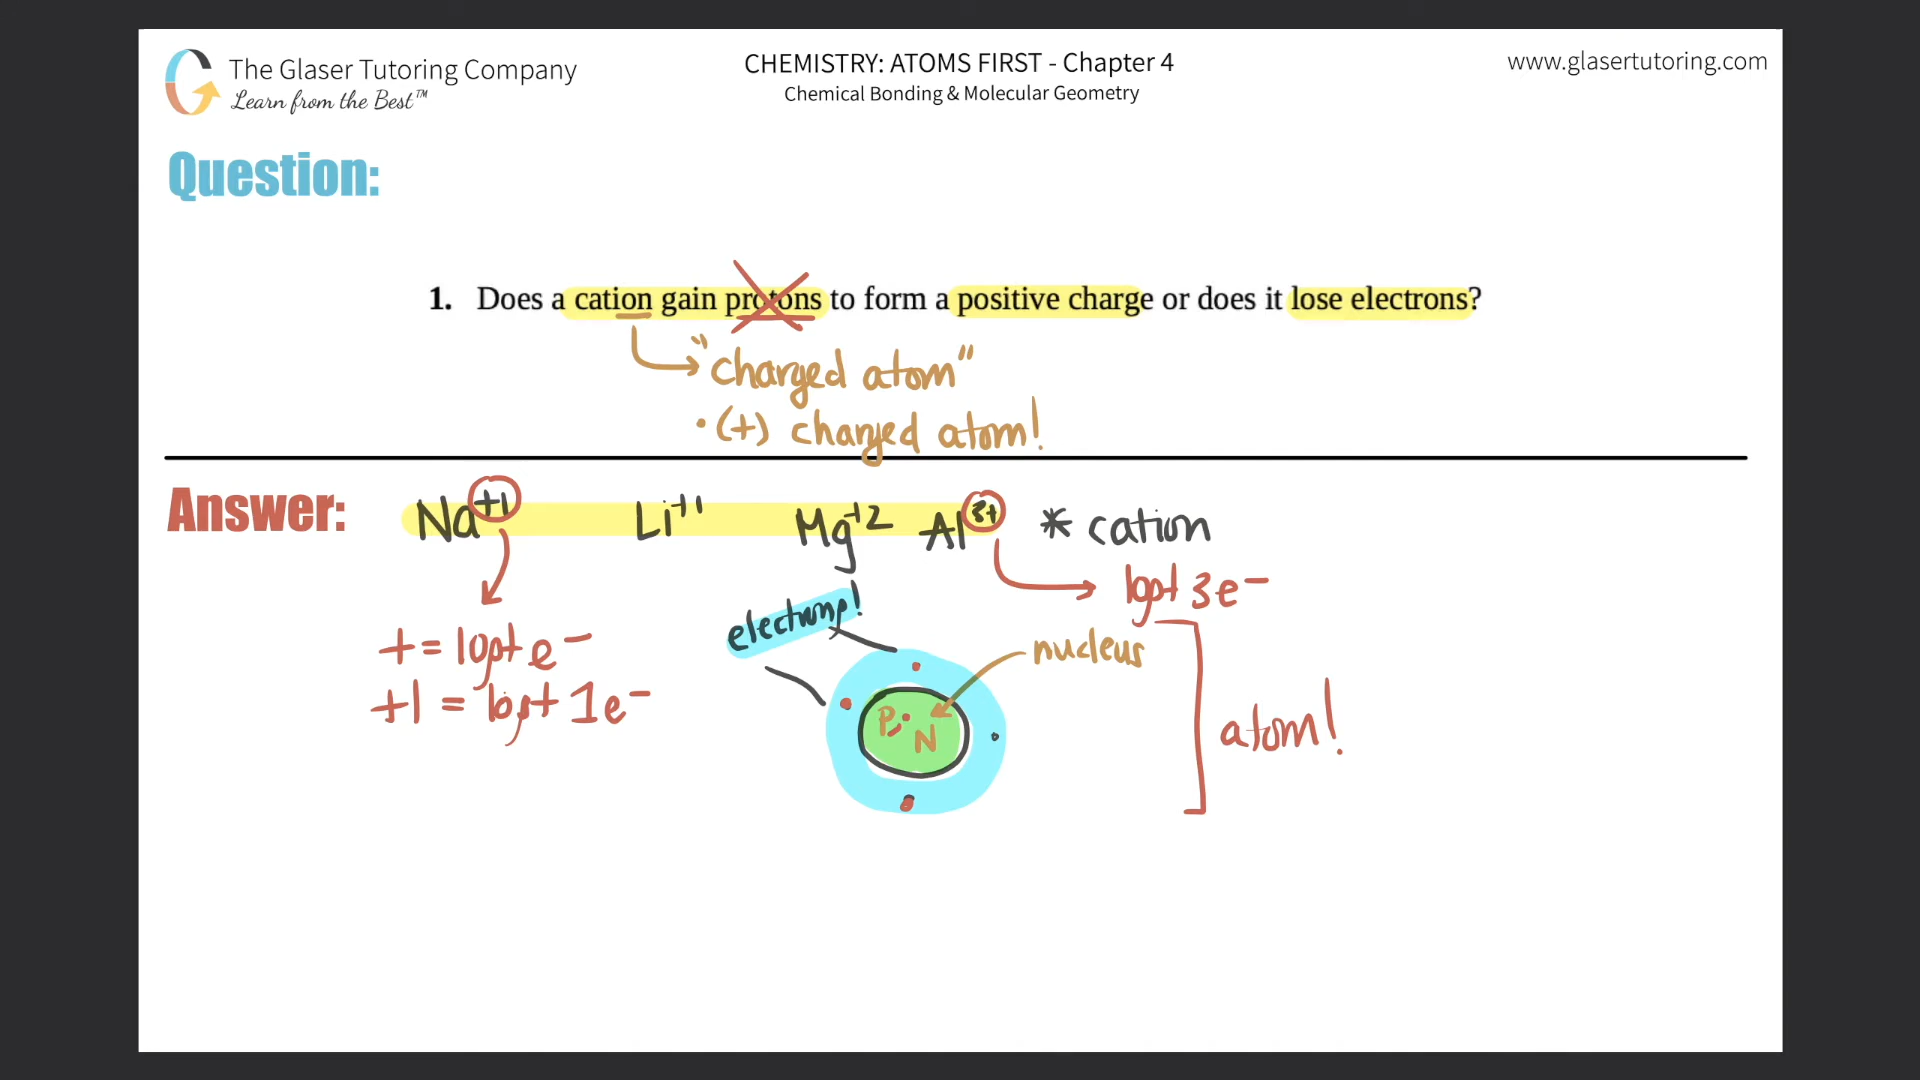 The Glaser Tutoring Company
Learn from the Best™
CHEMISTRY: ATOMS FIRST - Chapter 4
Chemical Bonding & Molecular Geometry
www.glasertutoring.com
Question:
1. Does a cation gain protons to form a positive charge or does it lose electrons?
"charged atom"
• (+) charged atom!
Answer:
Na+1 Li+1 Mg+2 Al3+ * cation
lost 3e-
electrons!
+ = lost e-
nucleus
+1 = lost 1e-
P N
atom!